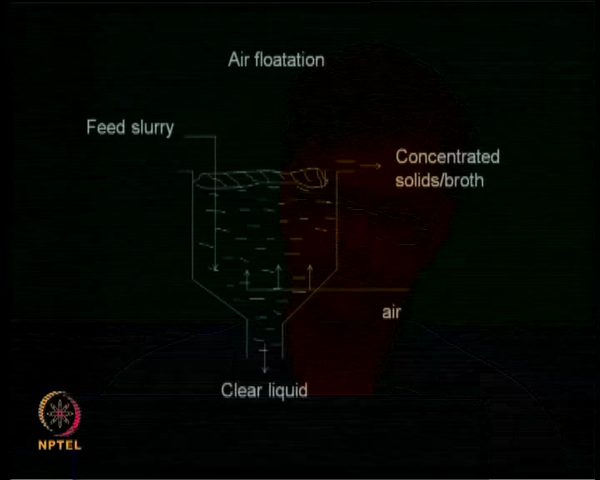 Air floatation
Feed slurry
Concentrated
solids/broth
air
Clear liquid
NPTEL